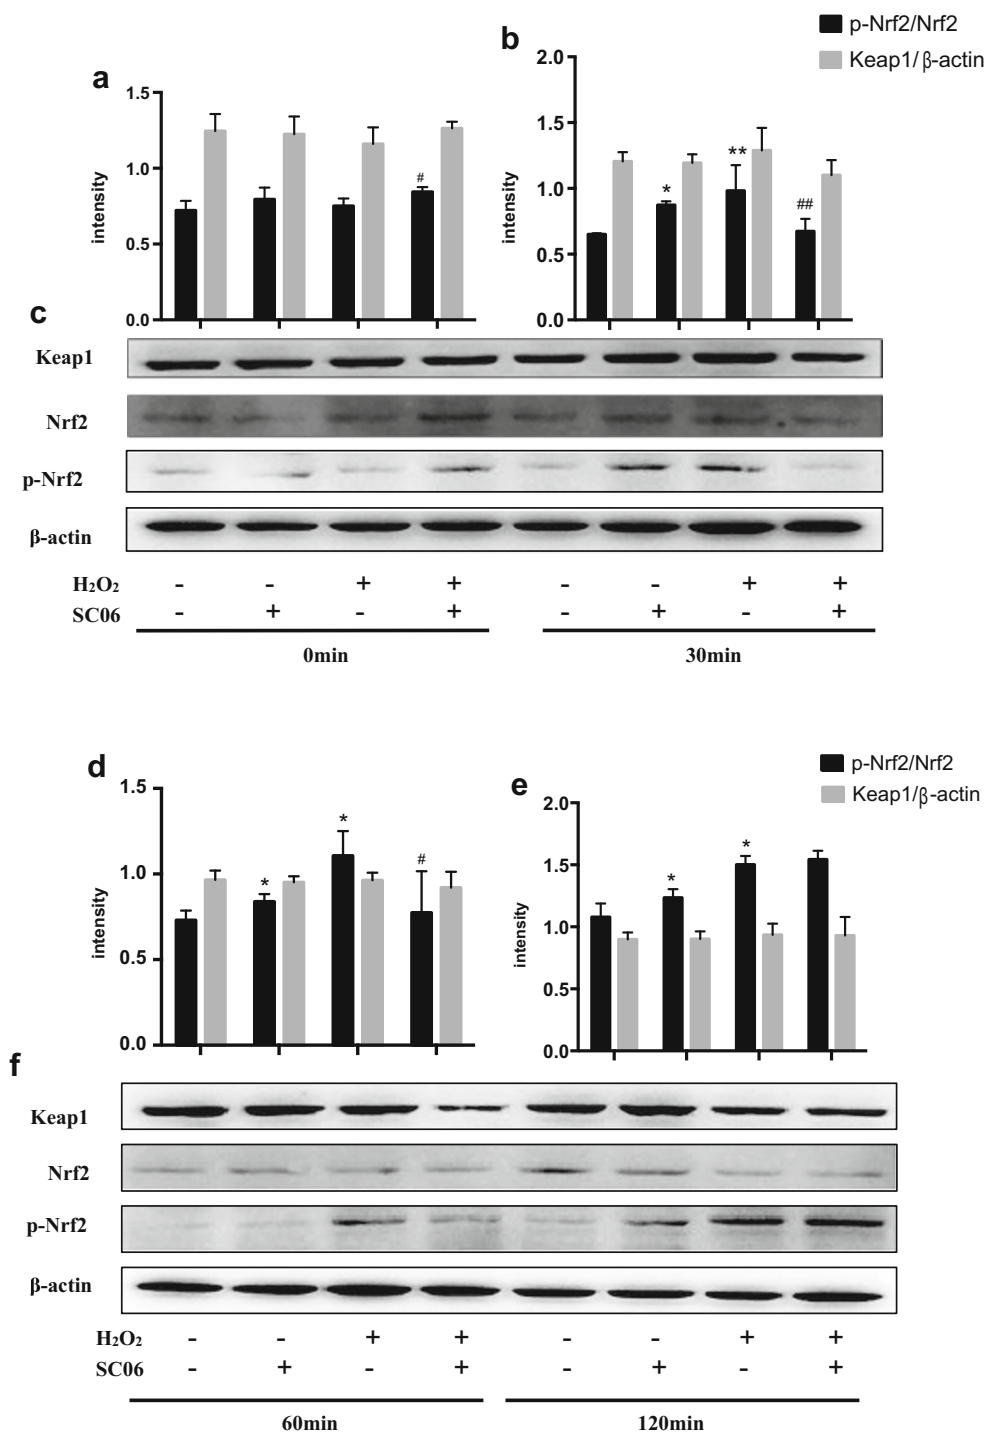 p-Nrf2/Nrf2
Keap1/β-actin
a
1.5
1.0
0.5
0.0
intensity
#
b
2.0
1.5
1.0
0.5
0.0
intensity
*
**
##
c
Keap1
Nrf2
p-Nrf2
β-actin
H₂O₂ - - + + - - + +
SC06 - + - + - + - +
0min 30min
p-Nrf2/Nrf2
Keap1/β-actin
d
1.5
1.0
0.5
0.0
intensity
*
*
#
e
2.0
1.5
1.0
0.5
0.0
intensity
*
*
f
Keap1
Nrf2
p-Nrf2
β-actin
H₂O₂ - - + + - - + +
SC06 - + - + - + - +
60min 120min